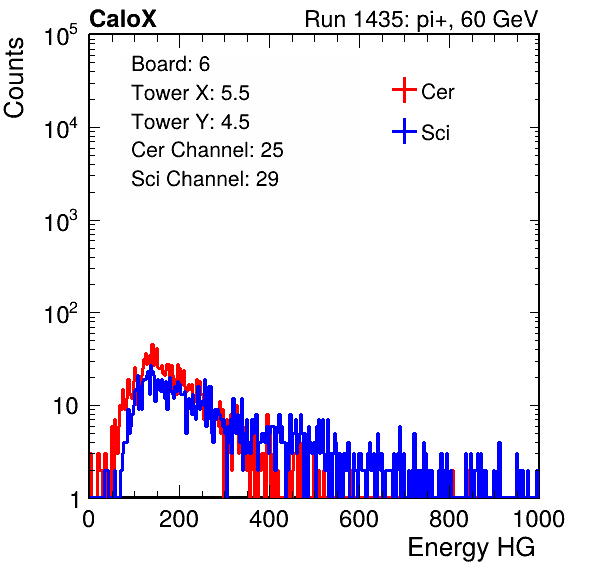 CaloX Run 1435: pi+, 60 GeV
Counts
10^5
10^4
10^3
10^2
10
1
Board: 6
Tower X: 5.5
Tower Y: 4.5
Cer Channel: 25
Sci Channel: 29
Cer
Sci
0 200 400 600 800 1000
Energy HG